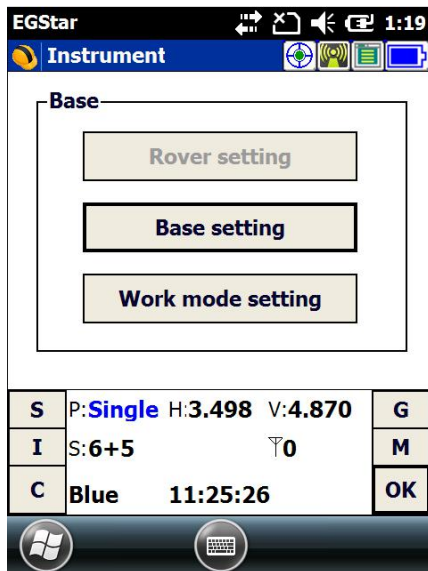 EGStar 1:19
Instrument
Base
Rover setting
Base setting
Work mode setting
S P:Single H:3.498 V:4.870 G
I S:6+5 0 M
C Blue 11:25:26 OK